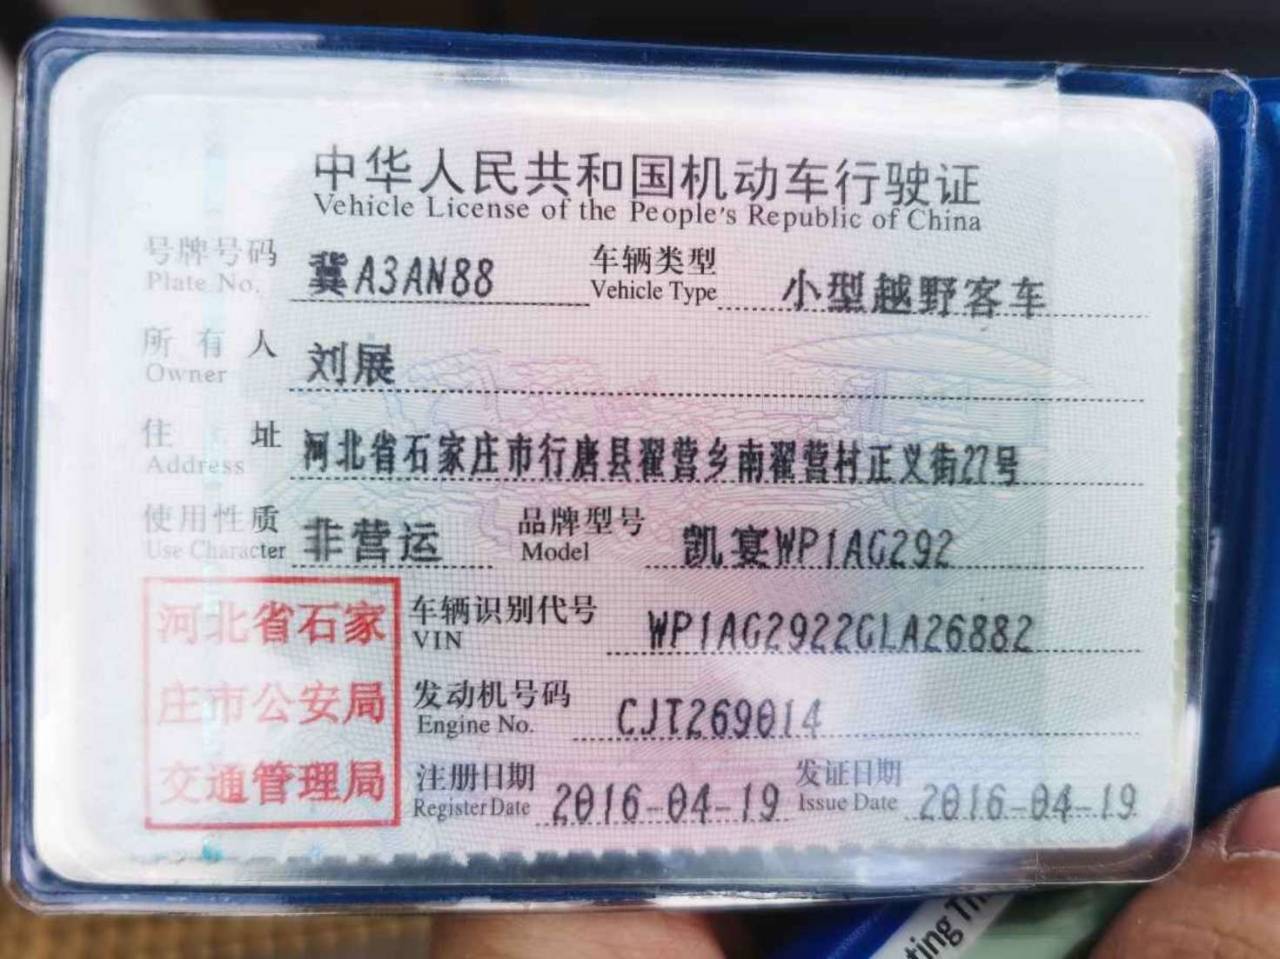 中华人民共和国机动车行驶证
Vehicle License of the People's Republic of China
号牌号码 冀A3AN88 车辆类型 小型越野客车
Plate No. Vehicle Type
所有人 刘展
Owner
住址 河北省石家庄市行唐县翟营乡南翟营村正义街27号
Address
使用性质 非营运 品牌型号 凯宴WP1AG292
Use Character Model
河北省石家
庄市公安局
交通管理局
车辆识别代号 WP1AG2922GLA26882
VIN
发动机号码 CJT269014
Engine No.
注册日期 2016-04-19 发证日期 2016-04-19
Register Date Issue Date